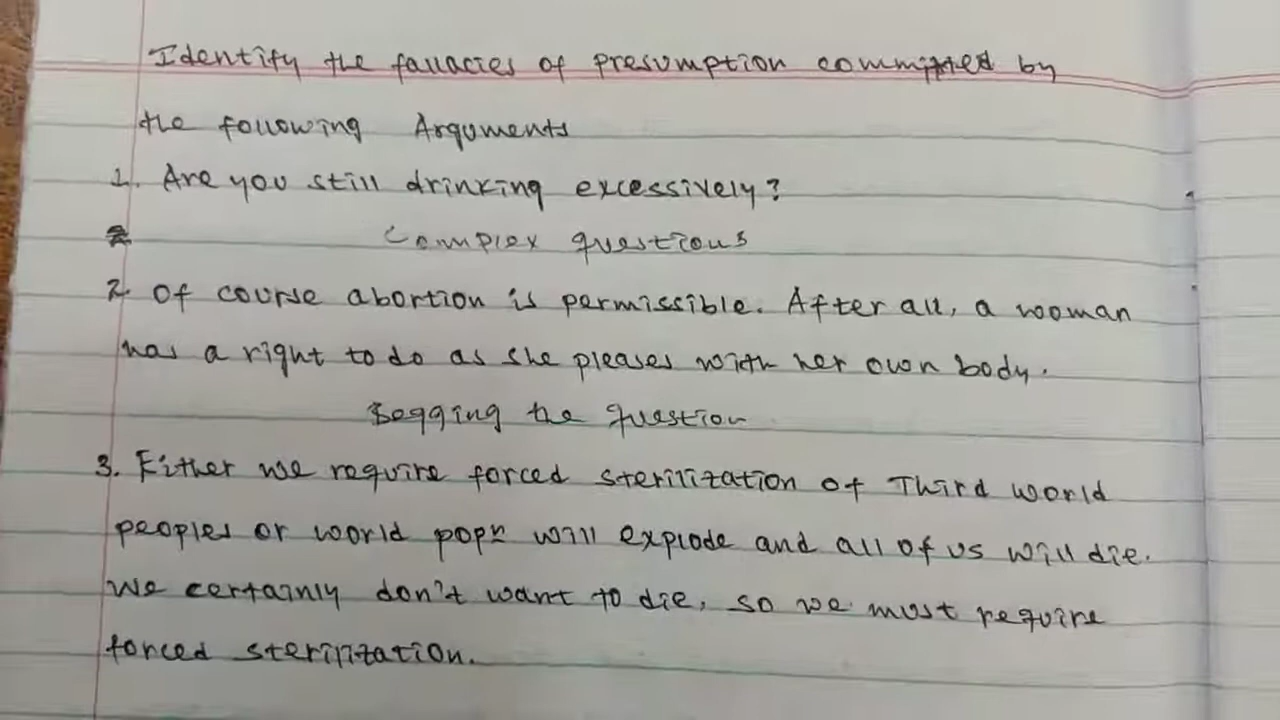 Identify the fallacies of presumption committed by
the following Arguments
1. Are you still drinking excessively?
Complex questions
2 Of course abortion is permissible. After all, a wooman
has a right to do as she pleases with her own body.
Begging the question
3. Either we require forced sterilization of Third world
peoples or world popn will explode and all of us will die.
We certainly don't want to die, so we must require
forced sterilization.